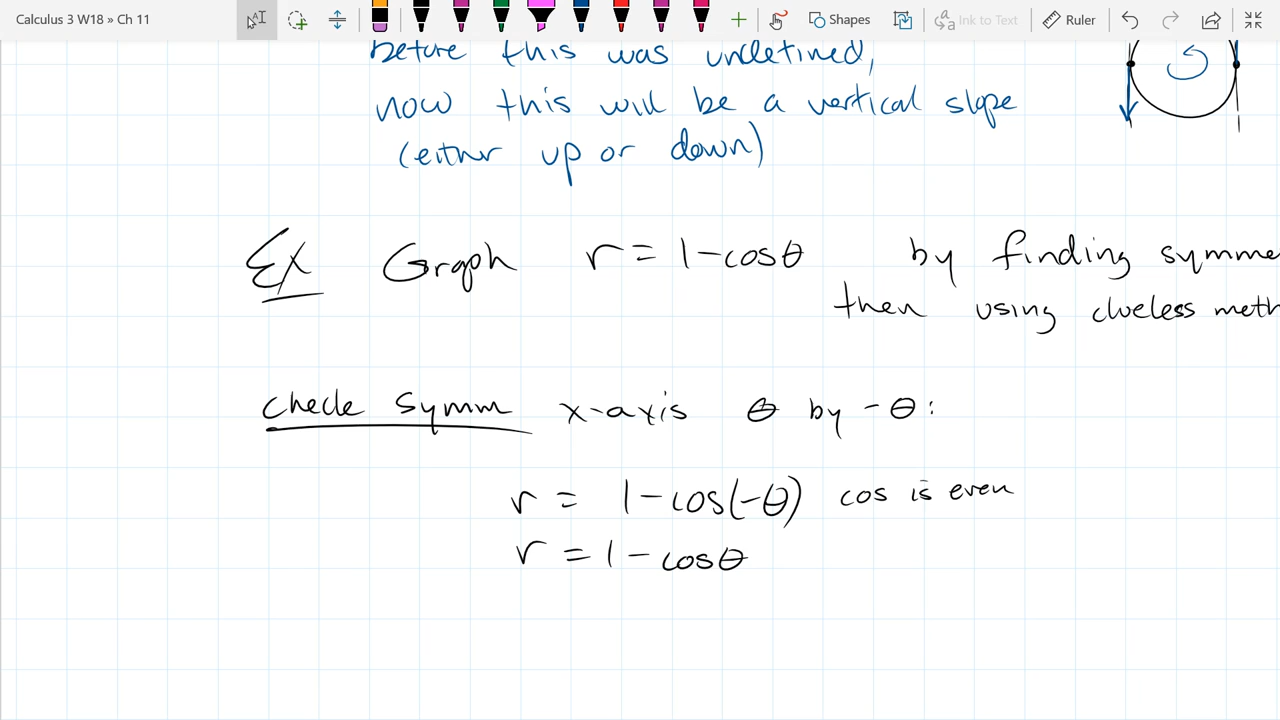 Calculus 3 W18 » Ch 11
Shapes
Ink to Text
Ruler
before this was undefined,
now this will be a vertical slope
(either up or down)
Ex Graph r = 1-cosθ by finding symme
then using clueless meth
Check Symm x-axis θ by -θ:
r = 1-cos(-θ) cos is even
r = 1-cosθ